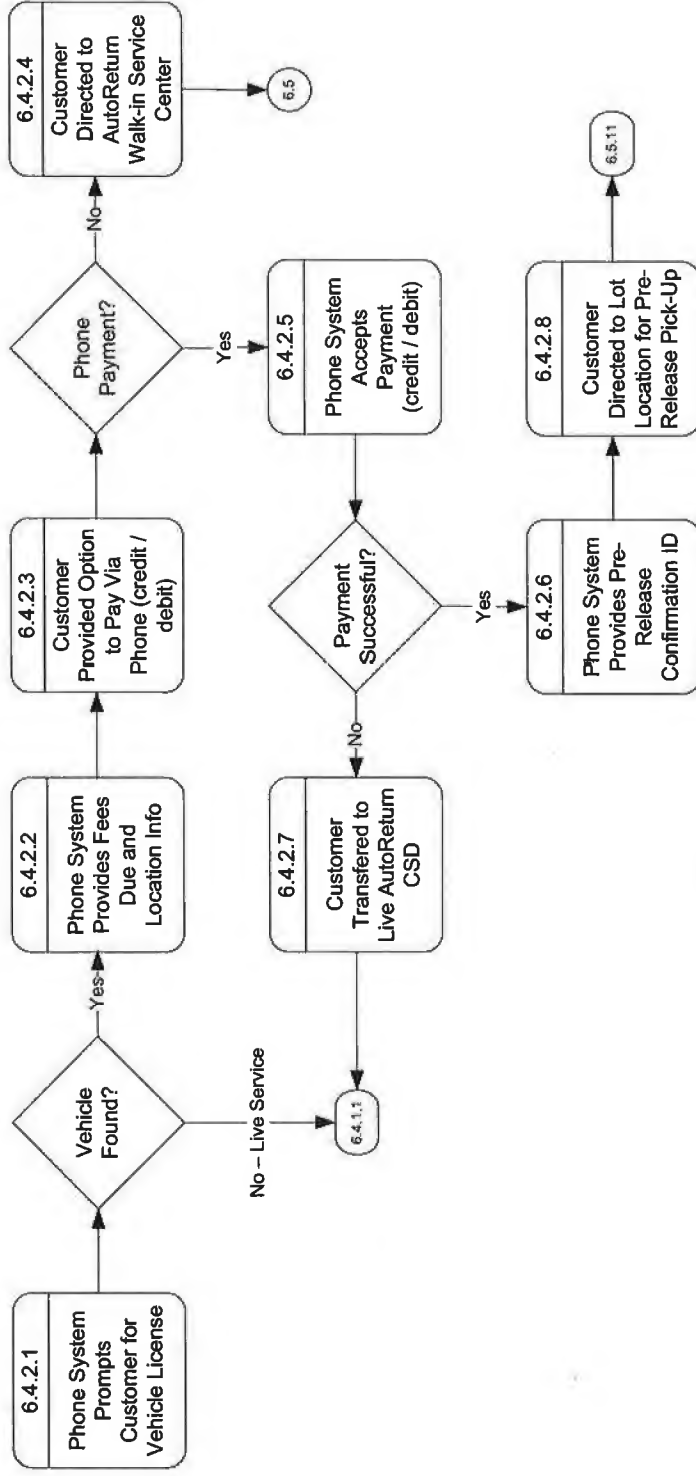 6.4.2.1
Phone System
Prompts
Customer for
Vehicle License
Vehicle
Found?
Yes
No – Live Service
6.4.2.2
Phone System
Provides Fees
Due and
Location Info
6.4.2.3
Customer
Provided Option
to Pay Via
Phone (credit /
debit)
Phone
Payment?
No
Yes
6.4.2.4
Customer
Directed to
AutoReturn
Walk-in Service
Center
6.5
6.4.2.5
Phone System
Accepts
Payment
(credit / debit)
Payment
Successful?
No
Yes
6.4.2.7
Customer
Transfered to
Live AutoReturn
CSD
6.4.1.1
6.4.2.6
Phone System
Provides Pre-
Release
Confirmation ID
6.4.2.8
Customer
Directed to Lot
Location for Pre-
Release Pick-Up
6.5.11